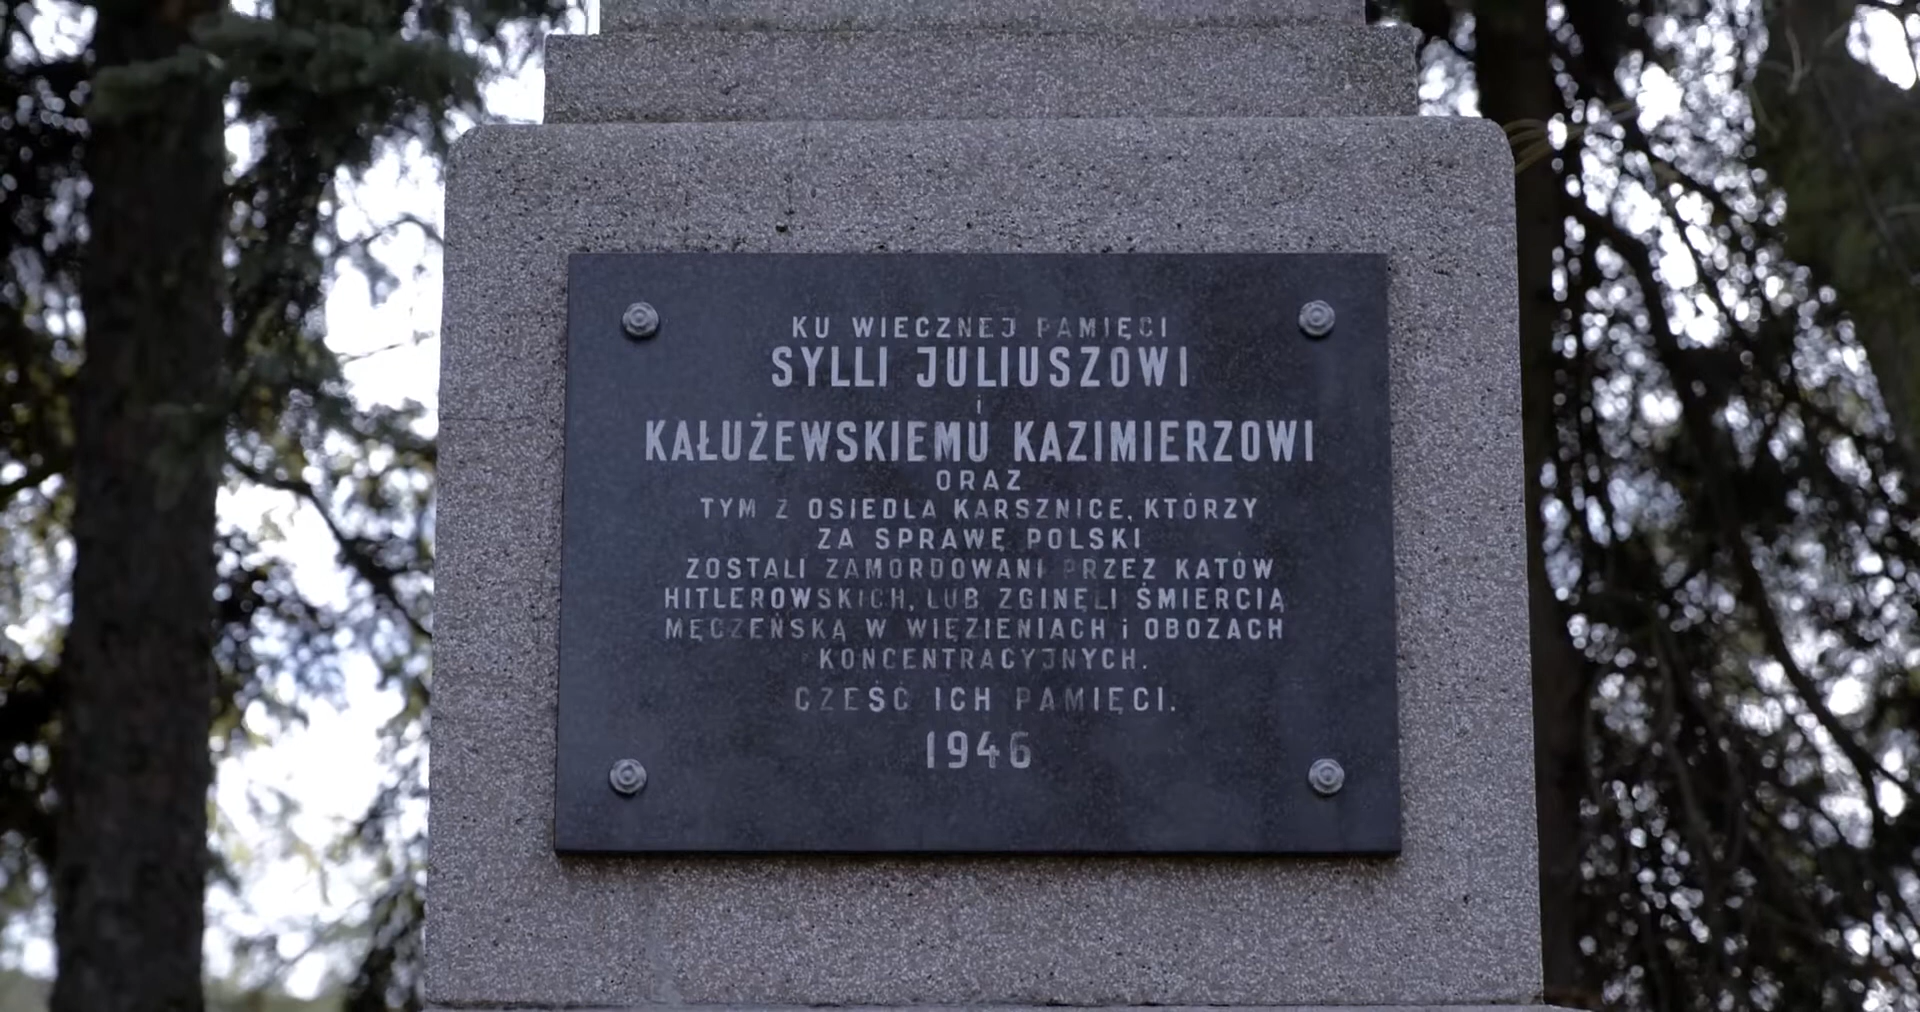 KU WIECZNEJ PAMIĘCI
SYLLI JULIUSZOWI
i
KAŁUŻEWSKIEMU KAZIMIERZOWI
ORAZ
TYM Z OSIEDLA KARSZNICE, KTÓRZY
ZA SPRAWĘ POLSKI
ZOSTALI ZAMORDOWANI PRZEZ KATÓW
HITLEROWSKICH, LUB ZGINĘLI ŚMIERCIĄ
MĘCZEŃSKĄ W WIĘZIENIACH i OBOZACH
KONCENTRACYJNYCH.
CZEŚĆ ICH PAMIĘCI.
1946